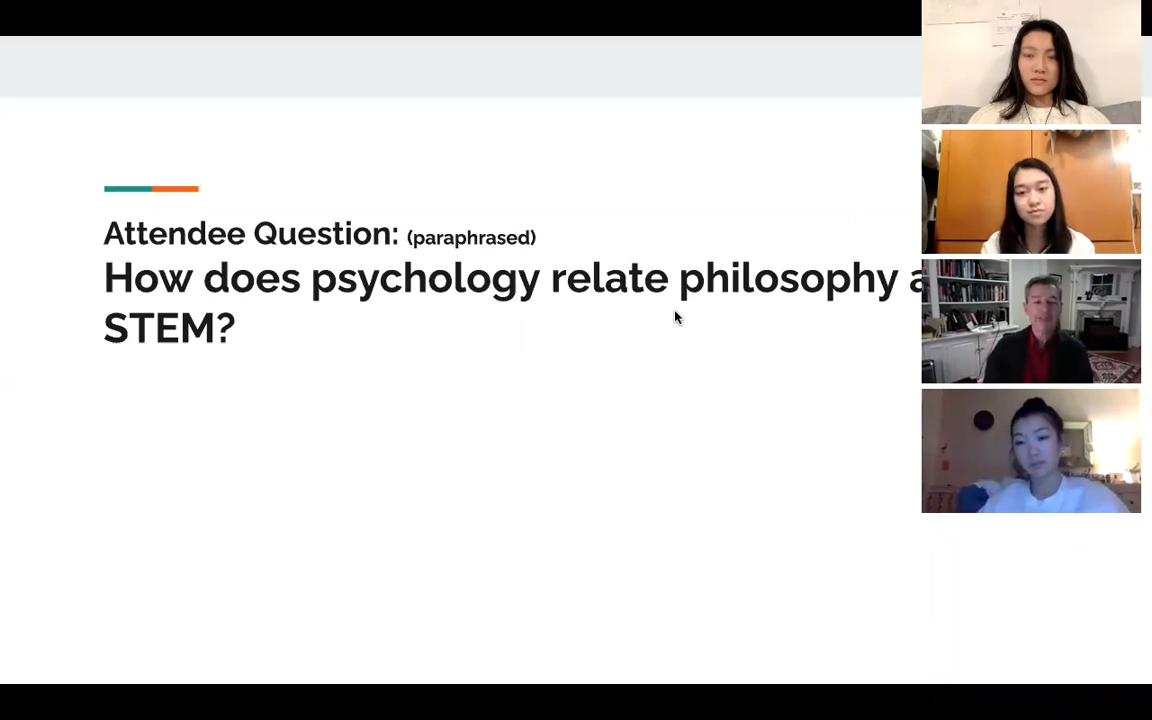 Attendee Question: (paraphrased)
How does psychology relate philosophy
STEM?